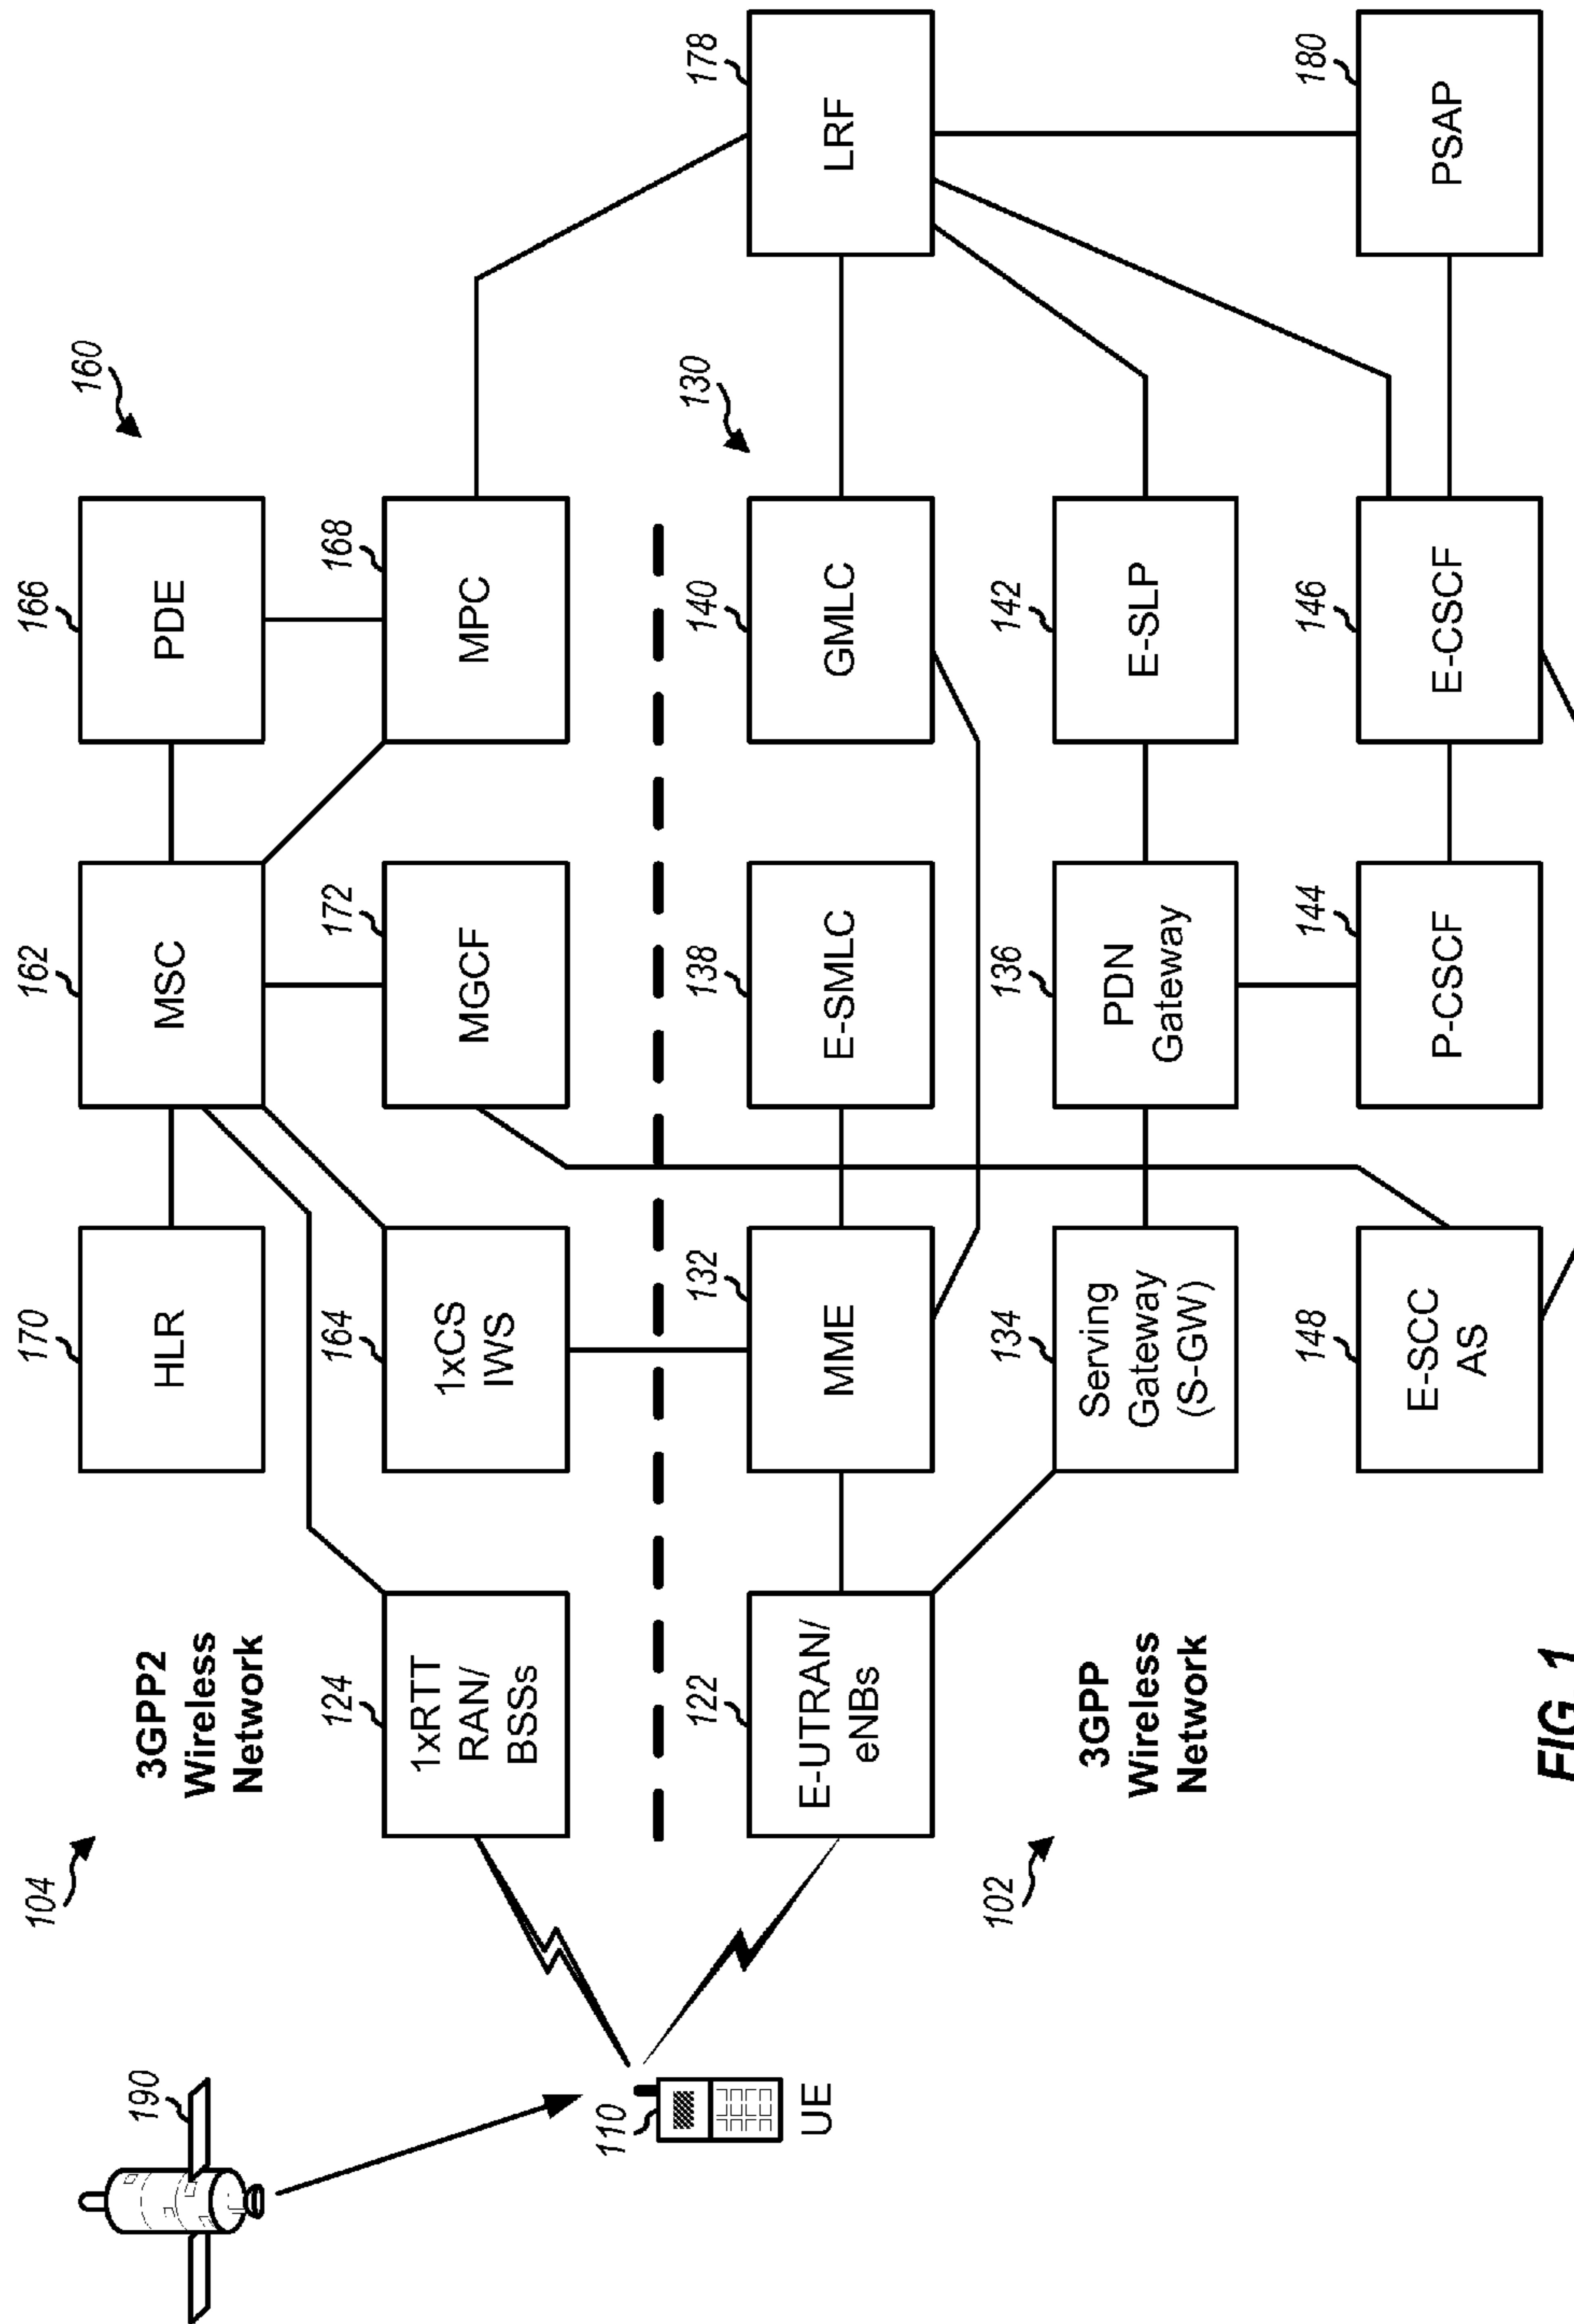 104
3GPP2
Wireless
Network
170
HLR
162
MSC
166
PDE
160
190
124
1xRTT
RAN/
BSSs
164
1xCS
IWS
172
MGCF
168
MPC
110
UE
122
E-UTRAN/
eNBs
132
MME
138
E-SMLC
140
GMLC
130
178
LRF
102
3GPP
Wireless
Network
134
Serving
Gateway
(S-GW)
136
PDN
Gateway
142
E-SLP
148
E-SCC
AS
144
P-CSCF
146
E-CSCF
180
PSAP
FIG. 1